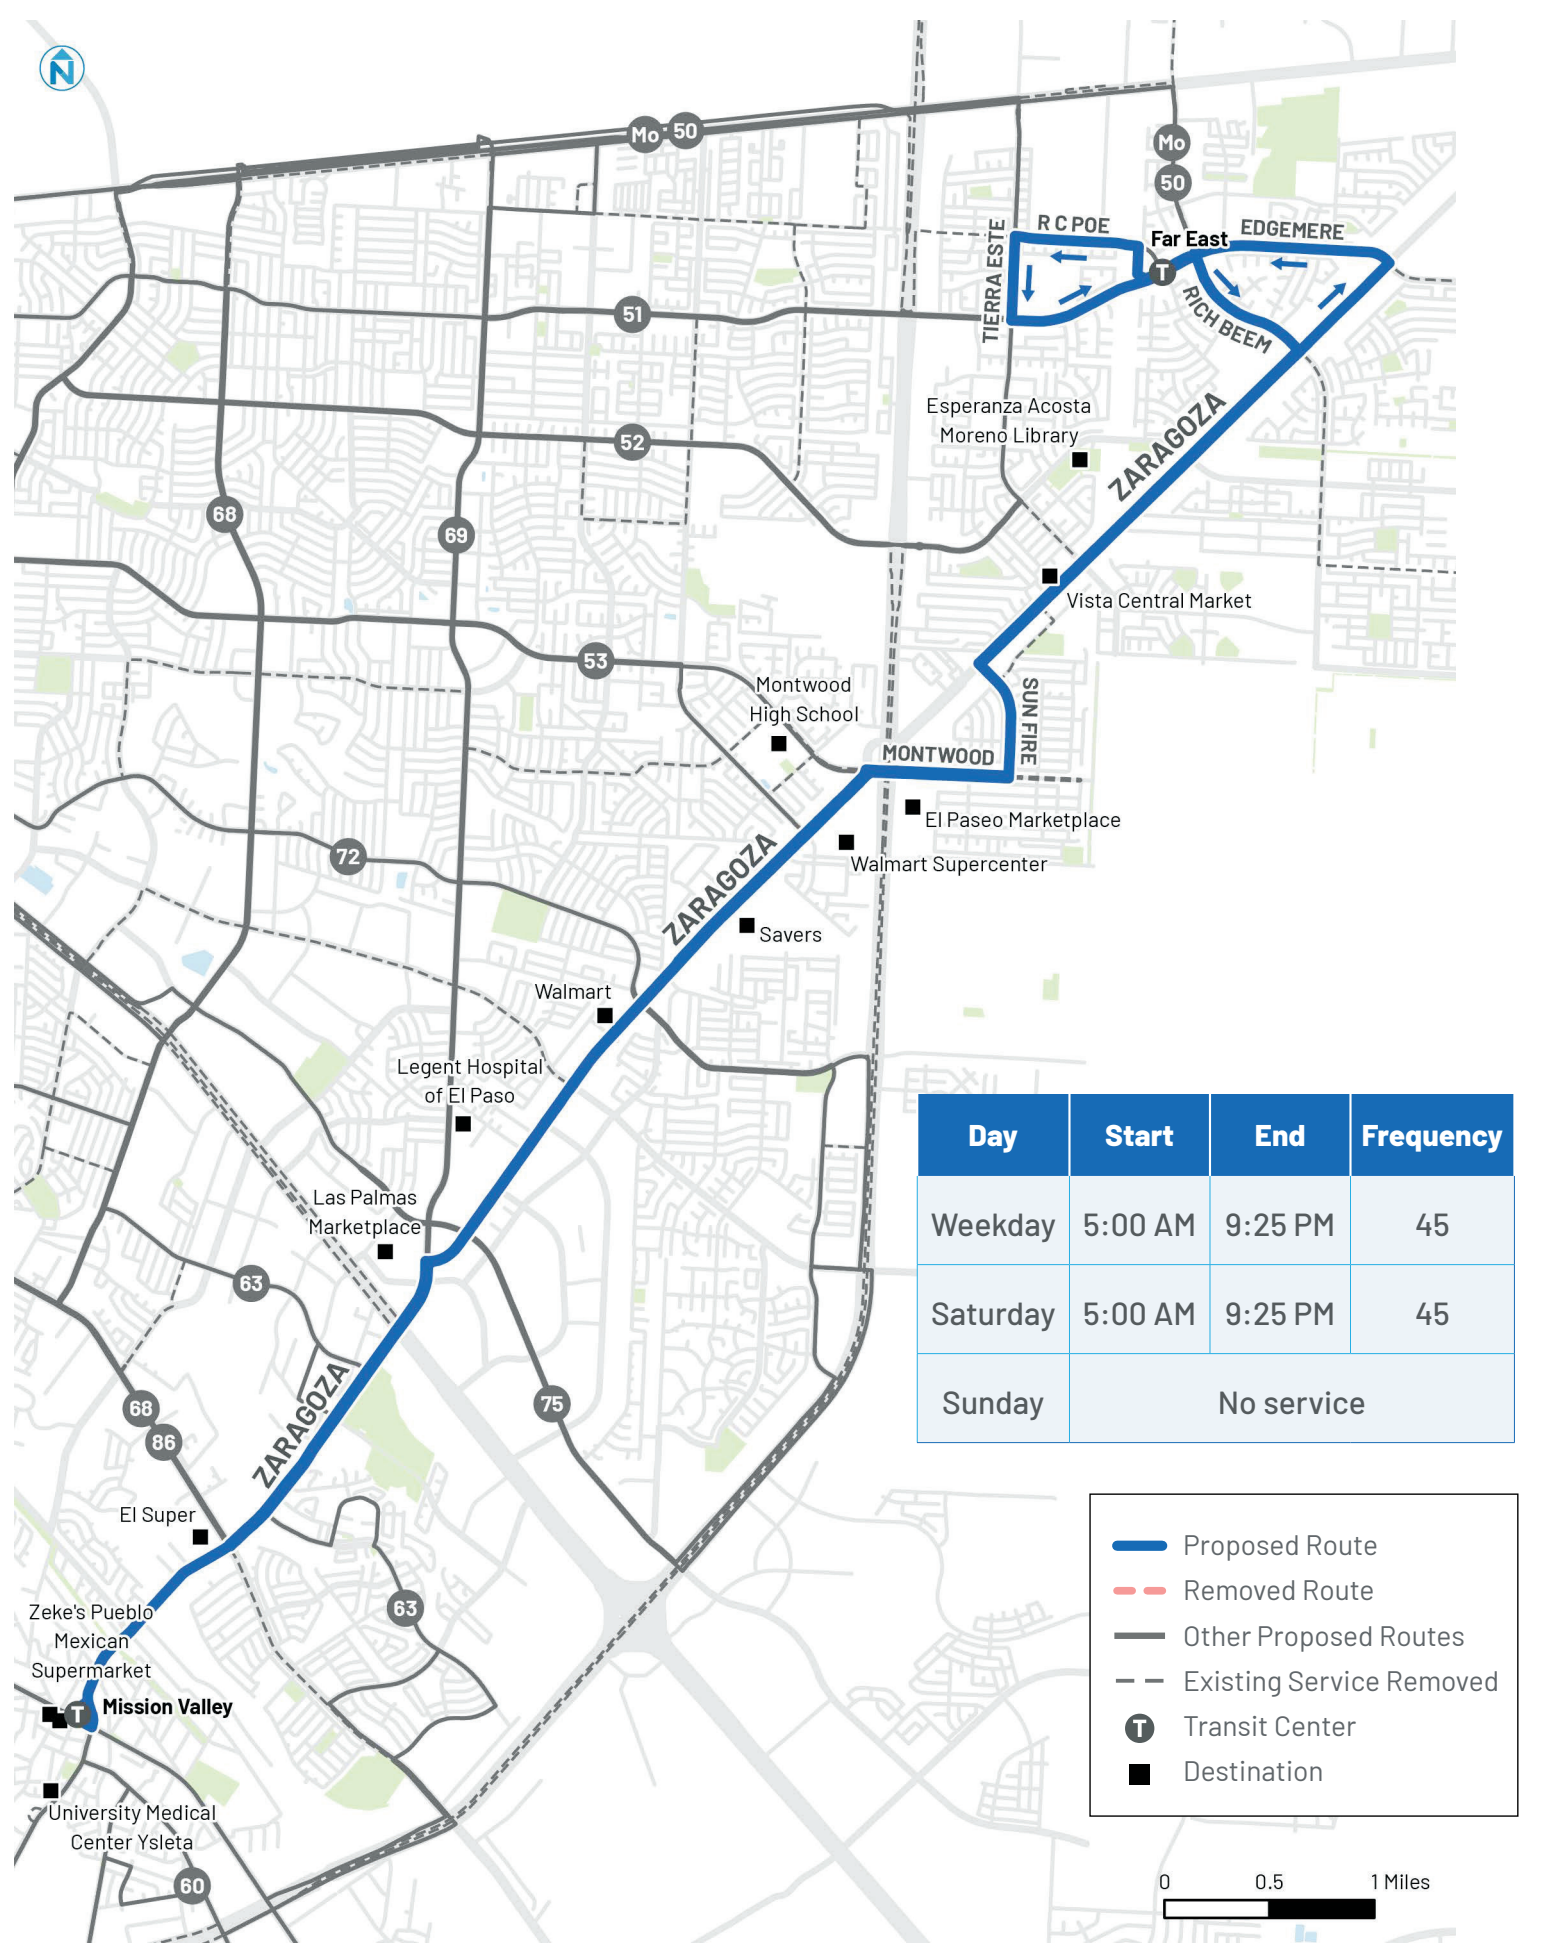 N
Mo 50
Mo
50
R C POE
Far East
EDGEMERE
TIERRA ESTE
T
RICH BEEM
51
Esperanza Acosta
Moreno Library
ZARAGOZA
52
68
69
Vista Central Market
53
Montwood
High School
SUN FIRE
MONTWOOD
El Paseo Marketplace
72
Walmart Supercenter
ZARAGOZA
Savers
Walmart
Legent Hospital
of El Paso
Las Palmas
Marketplace
63
75
ZARAGOZA
68
86
El Super
63
Zeke's Pueblo
Mexican
Supermarket
T Mission Valley
University Medical
Center Ysleta
60
Day Start End Frequency
Weekday 5:00 AM 9:25 PM 45
Saturday 5:00 AM 9:25 PM 45
Sunday No service
Proposed Route
Removed Route
Other Proposed Routes
Existing Service Removed
T Transit Center
Destination
0 0.5 1 Miles